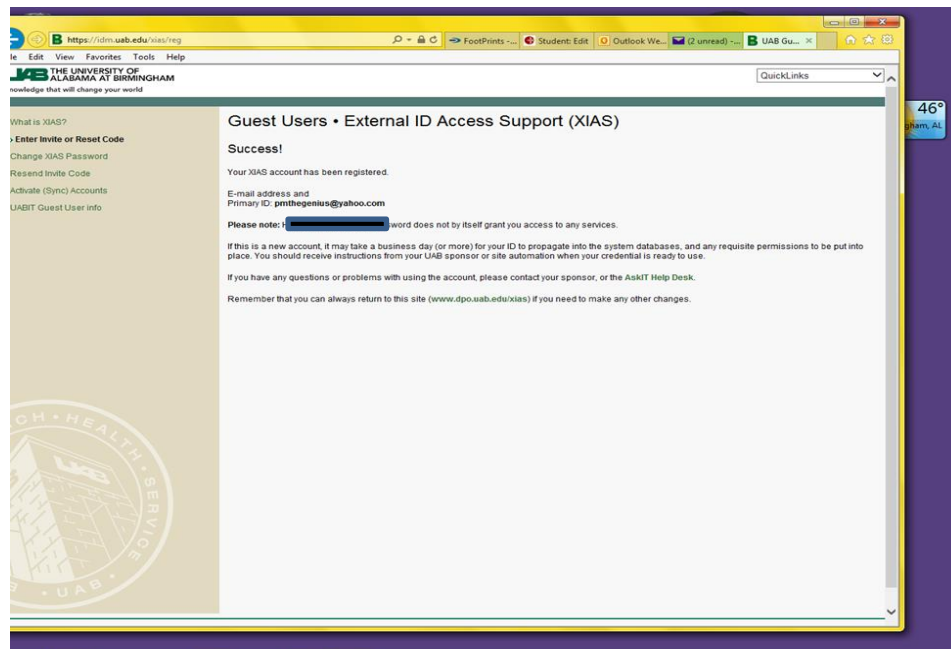 https://idm.uab.edu/xias/reg
FootPrints -...
Student: Edit
Outlook We...
(2 unread) -...
UAB Gu...
Edit View Favorites Tools Help
UAB THE UNIVERSITY OF
ALABAMA AT BIRMINGHAM
nowledge that will change your world
QuickLinks
46°
gham, AL
What is XIAS?
Enter Invite or Reset Code
Change XIAS Password
Resend Invite Code
Activate (Sync) Accounts
UABIT Guest User info
Guest Users • External ID Access Support (XIAS)
Success!
Your XIAS account has been registered.
E-mail address and
Primary ID: pmthegenius@yahoo.com
Please note: sword does not by itself grant you access to any services.
If this is a new account, it may take a business day (or more) for your ID to propagate into the system databases, and any requisite permissions to be put into
place. You should receive instructions from your UAB sponsor or site automation when your credential is ready to use.
If you have any questions or problems with using the account, please contact your sponsor, or the AskIT Help Desk.
Remember that you can always return to this site (www.dpo.uab.edu/xias) if you need to make any other changes.
CH • HEALTH • SERVICE
UAB
• UAB •